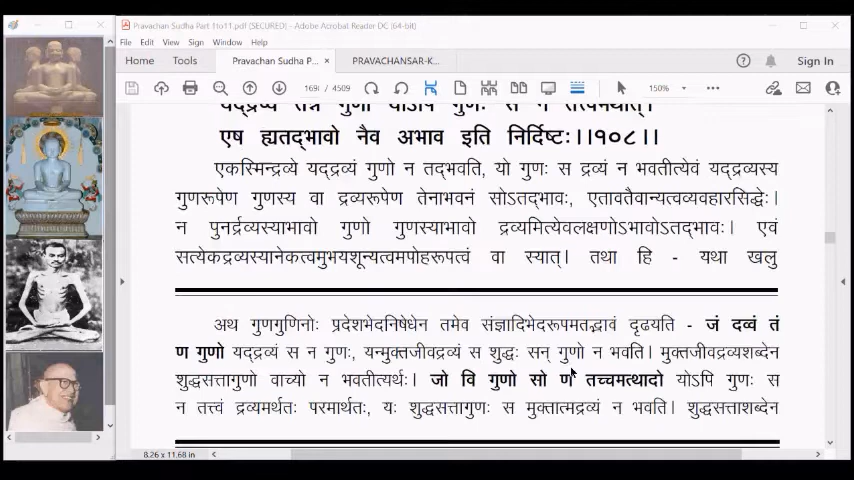 Pravachan Sudha Part 1to11.pdf [SECURED] - Adobe Acrobat Reader DC (64-bit)
File Edit View Sign Window Help
Home Tools Pravachan Sudha P... × PRAVACHANSAR-K... Sign In
/ 4509 150%
एष ह्यतद्भावो नैव अभाव इति निर्दिष्टः।।१०८।।
एकस्मिन्द्रव्ये यद्द्रव्यं गुणो न तद्भवति, यो गुणः स द्रव्यं न भवतीत्येवं यद्द्रव्यस्य
गुणरूपेण गुणस्य वा द्रव्यरूपेण तेनाभवनं सोऽतद्भावः, एतावतैवान्यत्वव्यवहारसिद्धेः।
न पुनर्द्रव्यस्याभावो गुणो गुणस्याभावो द्रव्यमित्येवलक्षणोऽभावोऽतद्भावः। एवं
सत्येकद्रव्यस्यानेकत्वमुभयशून्यत्वमपोहरूपत्वं वा स्यात्। तथा हि - यथा खलु
अथ गुणगुणिनोः प्रदेशभेदनिषेधेन तमेव संज्ञादिभेदरूपमतद्भावं दृढयति - जं दव्वं तं
ण गुणो यद्द्रव्यं स न गुणः, यन्मुक्तजीवद्रव्यं स शुद्धः सन् गुणो न भवति। मुक्तजीवद्रव्यशब्देन
शुद्धसत्तागुणो वाच्यो न भवतीत्यर्थः। जो वि गुणो सो ण तच्चमत्थादो योऽपि गुणः स
न तत्त्वं द्रव्यमर्थतः परमार्थतः, यः शुद्धसत्तागुणः स मुक्तात्मद्रव्यं न भवति। शुद्धसत्ताशब्देन
8.26 x 11.68 in